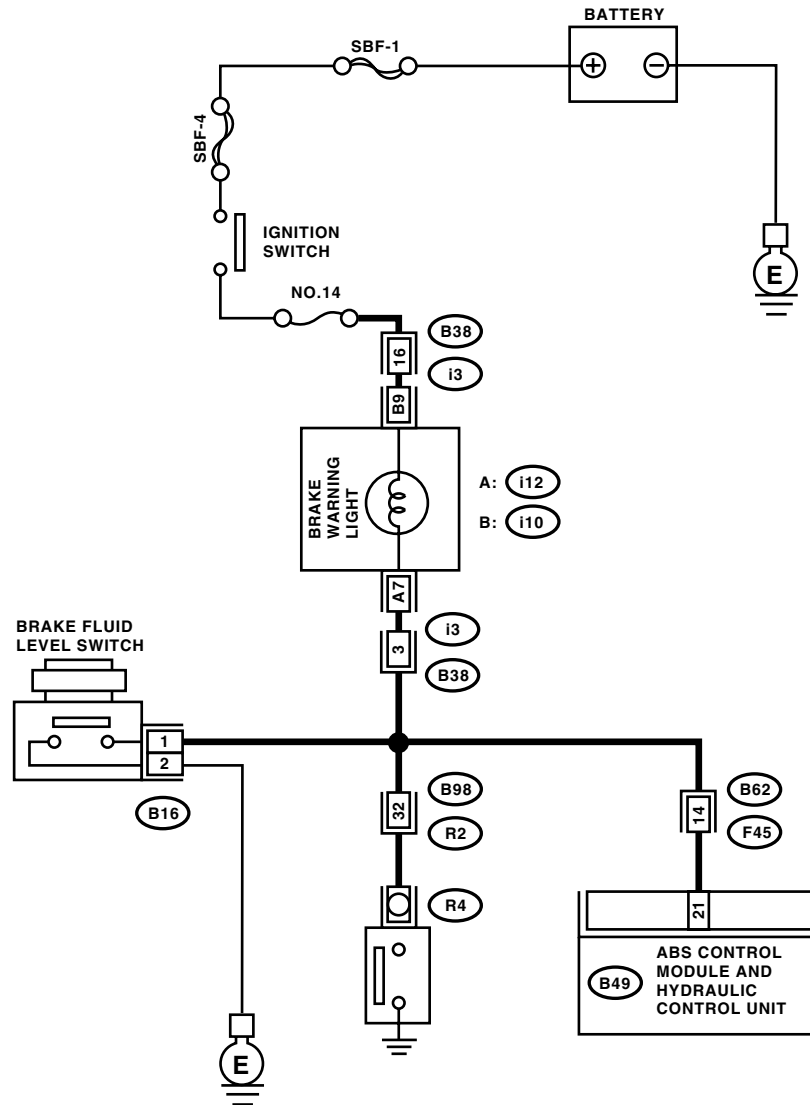 BATTERY
SBF-1
+
−
SBF-4
IGNITION
SWITCH
E
NO.14
B38
16
i3
B9
BRAKE
WARNING
LIGHT
A: i12
B: i10
A7
i3
3
B38
BRAKE FLUID
LEVEL SWITCH
1
2
B16
B98
32
R2
B62
14
F45
R4
21
B49
ABS CONTROL
MODULE AND
HYDRAULIC
CONTROL UNIT
E